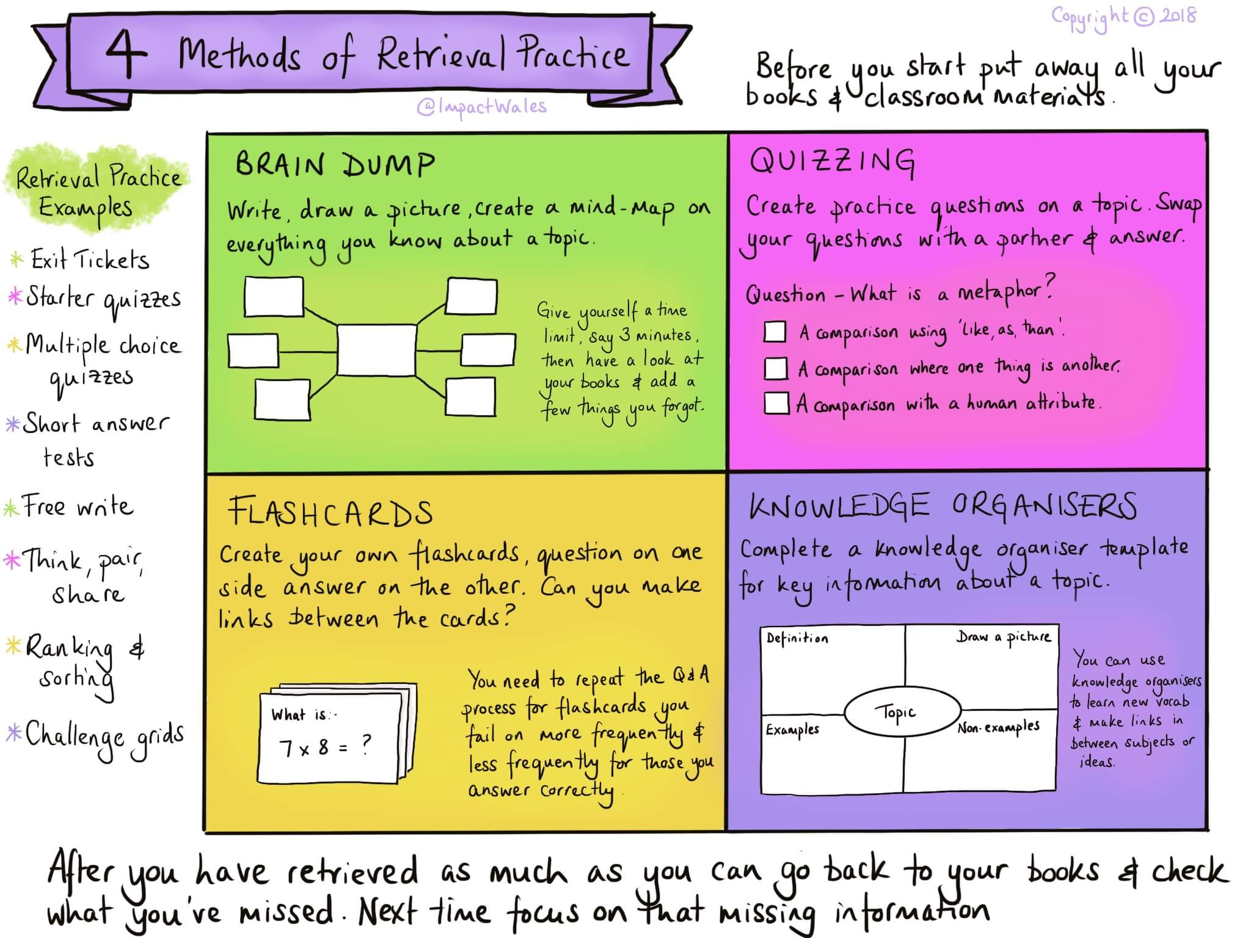 Copyright © 2018
4 Methods of Retrieval Practice
@ImpactWales
Before you start put away all your
books & classroom materials.
Retrieval Practice
Examples
* Exit Tickets
* Starter quizzes
* Multiple choice
quizzes
* Short answer
tests
* Free write
* Think, pair,
share
* Ranking &
sorting
* Challenge grids
BRAIN DUMP
Write, draw a picture, create a mind-map on
everything you know about a topic.
Give yourself a time
limit, say 3 minutes,
then have a look at
your books & add a
few things you forgot.
QUIZZING
Create practice questions on a topic. Swap
your questions with a partner & answer.
Question - What is a metaphor?
A comparison using 'like, as, than'.
A comparison where one thing is another.
A comparison with a human attribute.
FLASHCARDS
Create your own flashcards, question on one
side answer on the other. Can you make
links between the cards?
What is:-
7 x 8 = ?
You need to repeat the Q&A
process for flashcards you
fail on more frequently &
less frequently for those you
answer correctly.
KNOWLEDGE ORGANISERS
Complete a knowledge organiser template
for key information about a topic.
Definition
Draw a picture
Topic
Examples
Non-examples
You can use
knowledge organisers
to learn new vocab
& make links in
between subjects or
ideas.
After you have retrieved as much as you can go back to your books & check
what you've missed. Next time focus on that missing information